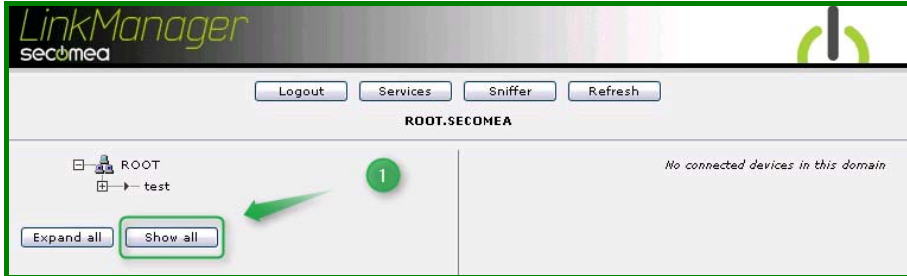 LinkManager
secomea
Logout Services Sniffer Refresh
ROOT.SECOMEA
ROOT
No connected devices in this domain
test
1
Expand all Show all